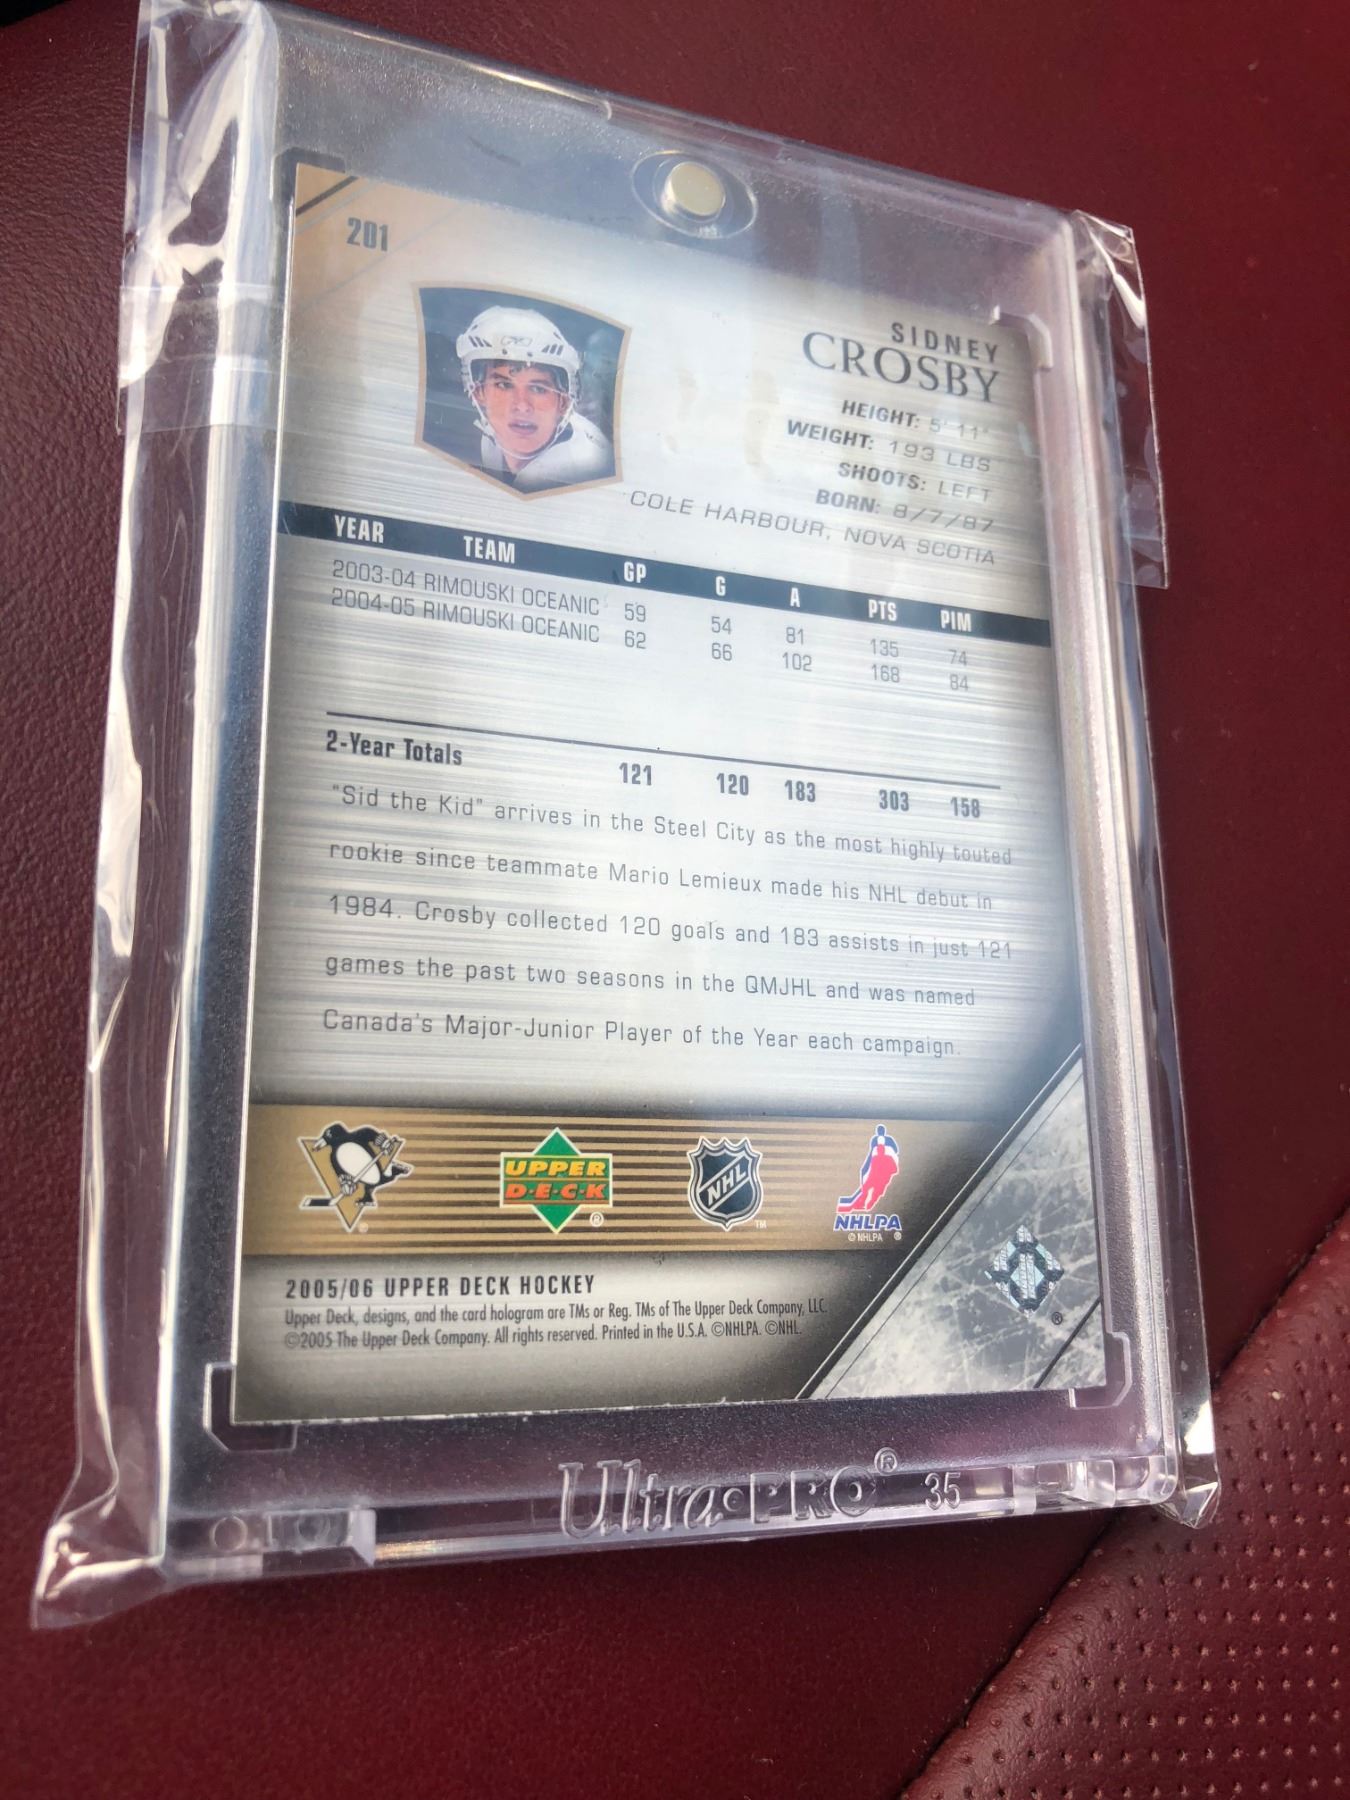 201
SIDNEY
CROSBY
HEIGHT: 5' 11"
WEIGHT: 193 LBS
SHOOTS: LEFT
BORN: 8/7/87
COLE HARBOUR, NOVA SCOTIA
YEAR TEAM GP G A PTS PIM
2003-04 RIMOUSKI OCEANIC 59 54 81 135 74
2004-05 RIMOUSKI OCEANIC 62 66 102 168 84
2-Year Totals 121 120 183 303 158
"Sid the Kid" arrives in the Steel City as the most highly touted
rookie since teammate Mario Lemieux made his NHL debut in
1984. Crosby collected 120 goals and 183 assists in just 121
games the past two seasons in the QMJHL and was named
Canada's Major-Junior Player of the Year each campaign.
UPPER
D·E·C·K
®
NHL
TM
NHLPA
© NHLPA ®
®
2005/06 UPPER DECK HOCKEY
Upper Deck, designs, and the card hologram are TMs or Reg. TMs of The Upper Deck Company, LLC.
©2005 The Upper Deck Company. All rights reserved. Printed in the U.S.A. ©NHLPA. ©NHL.
®
Ultra·PRO® 35